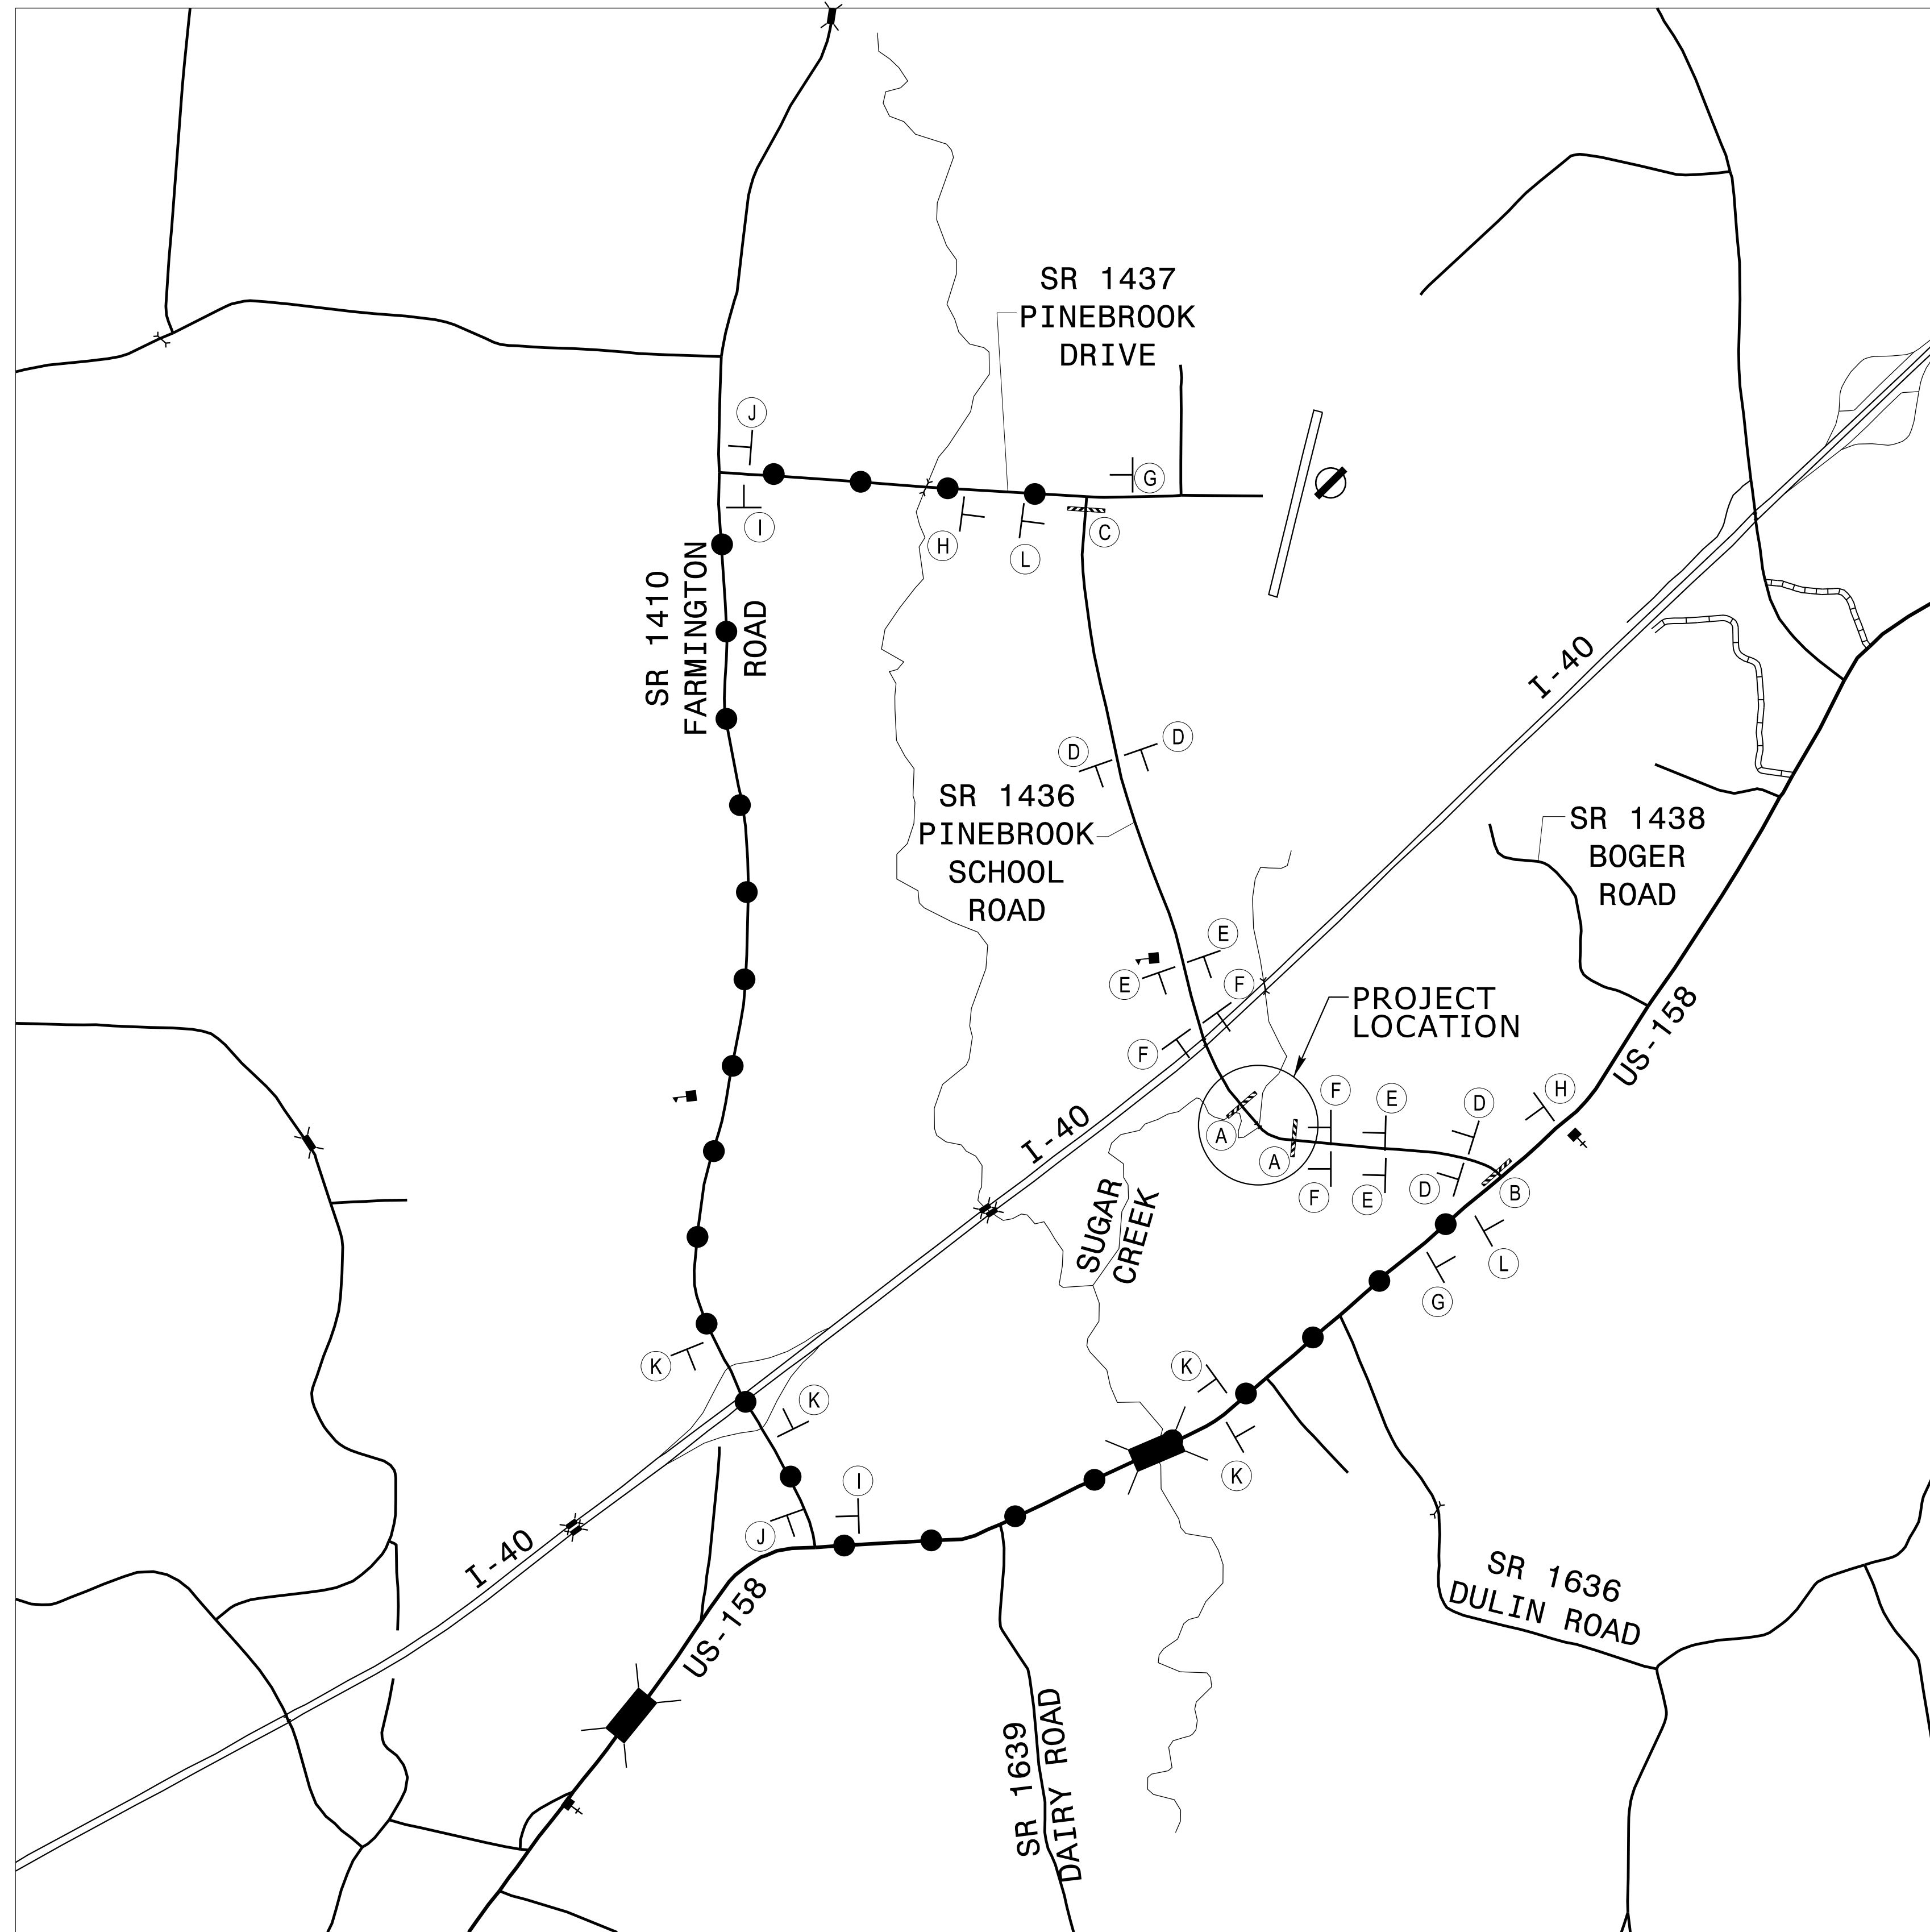 SR 1437
PINEBROOK
DRIVE
J
G
I
H
L
C
SR 1410
FARMINGTON
ROAD
I-40
D
D
SR 1436
PINEBROOK
SCHOOL
ROAD
SR 1438
BOGER
ROAD
E
E
F
F
PROJECT
LOCATION
US-158
I-40
A
A
F
F
E
E
D
D
H
B
L
G
SUGAR
CREEK
K
K
K
K
I
J
I-40
US-158
SR 1636
DULIN ROAD
SR 1639
DAIRY ROAD